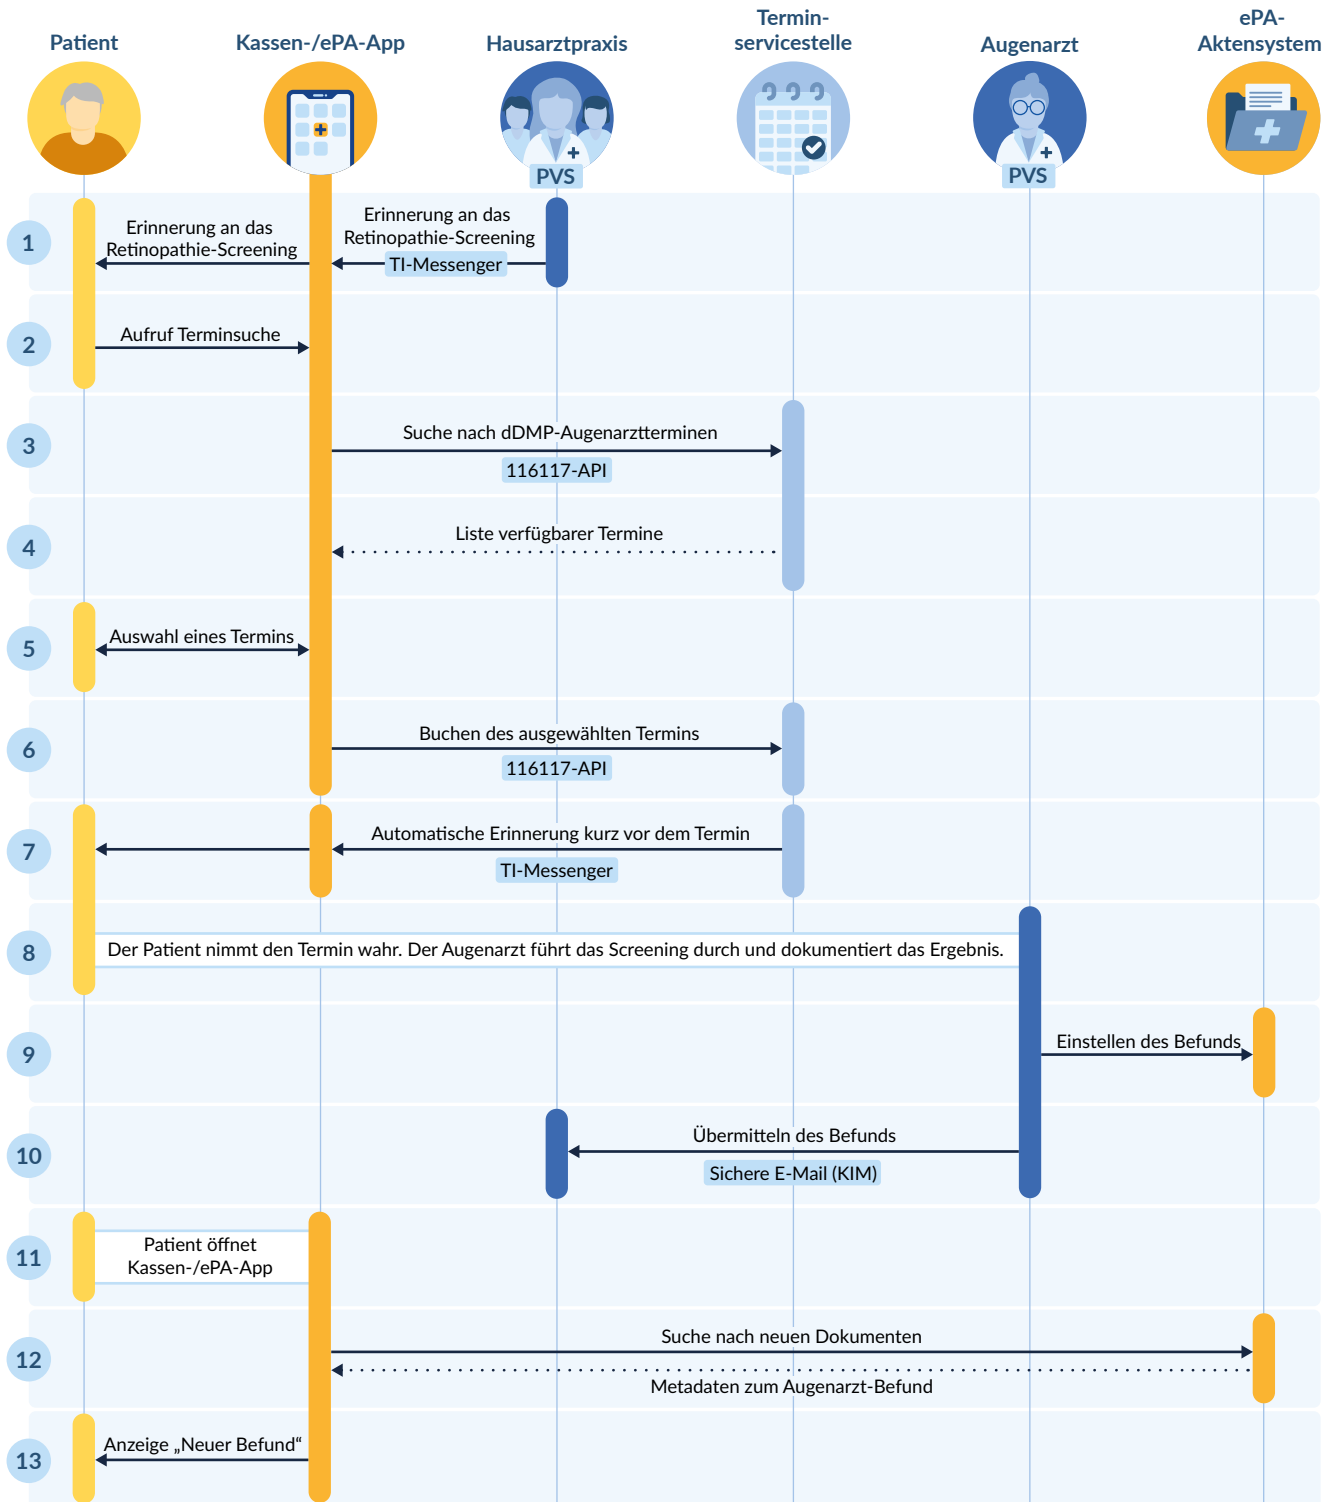 Patient
Kassen-/ePA-App
Hausarztpraxis
Termin-
servicestelle
Augenarzt
ePA-
Aktensystem
PVS
PVS
1
Erinnerung an das
Retinopathie-Screening
Erinnerung an das
Retinopathie-Screening
TI-Messenger
2
Aufruf Terminsuche
3
Suche nach dDMP-Augenarztterminen
116117-API
4
Liste verfügbarer Termine
5
Auswahl eines Termins
6
Buchen des ausgewählten Termins
116117-API
7
Automatische Erinnerung kurz vor dem Termin
TI-Messenger
8
Der Patient nimmt den Termin wahr. Der Augenarzt führt das Screening durch und dokumentiert das Ergebnis.
9
Einstellen des Befunds
10
Übermitteln des Befunds
Sichere E-Mail (KIM)
11
Patient öffnet
Kassen-/ePA-App
12
Suche nach neuen Dokumenten
Metadaten zum Augenarzt-Befund
13
Anzeige „Neuer Befund“